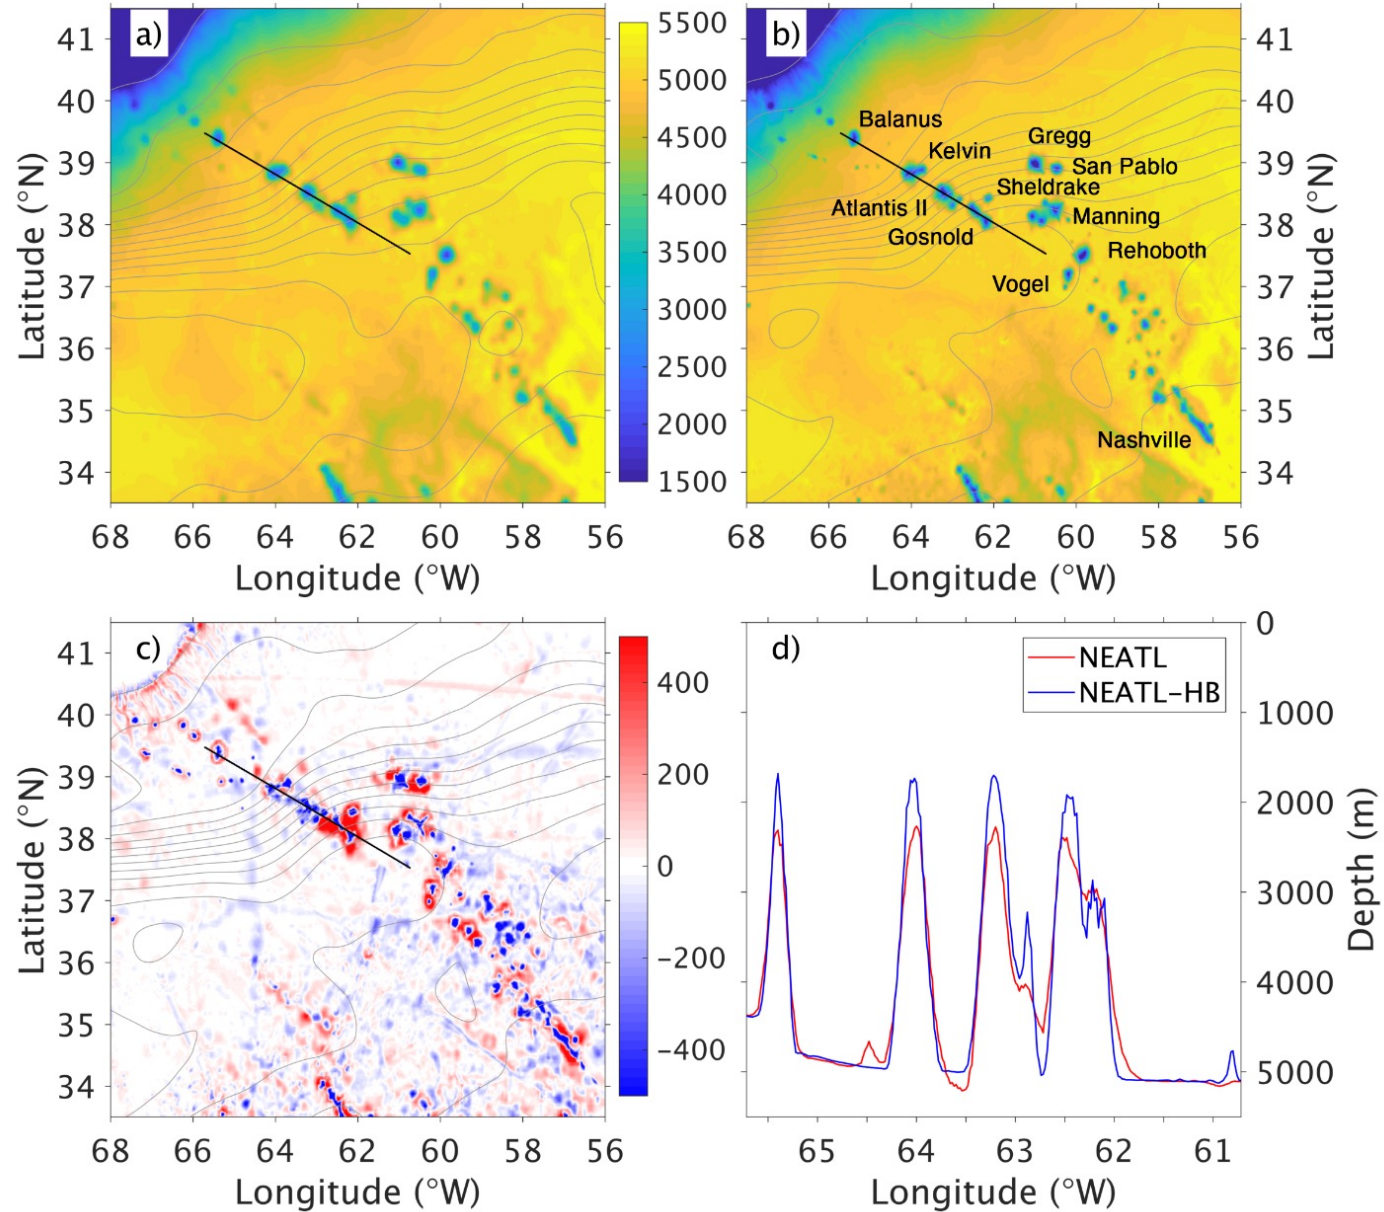 a)
41
40
39
38
37
36
35
34
Latitude (°N)
68 66 64 62 60 58 56
Longitude (°W)
5500
5000
4500
4000
3500
3000
2500
2000
1500
b)
Balanus
Kelvin
Gregg
San Pablo
Sheldrake
Atlantis II
Manning
Gosnold
Rehoboth
Vogel
Nashville
41
40
39
38
37
36
35
34
Latitude (°N)
68 66 64 62 60 58 56
Longitude (°W)
c)
41
40
39
38
37
36
35
34
Latitude (°N)
68 66 64 62 60 58 56
Longitude (°W)
400
200
0
−200
−400
d)
NEATL
NEATL−HB
0
1000
2000
3000
4000
5000
Depth (m)
65 64 63 62 61
Longitude (°W)